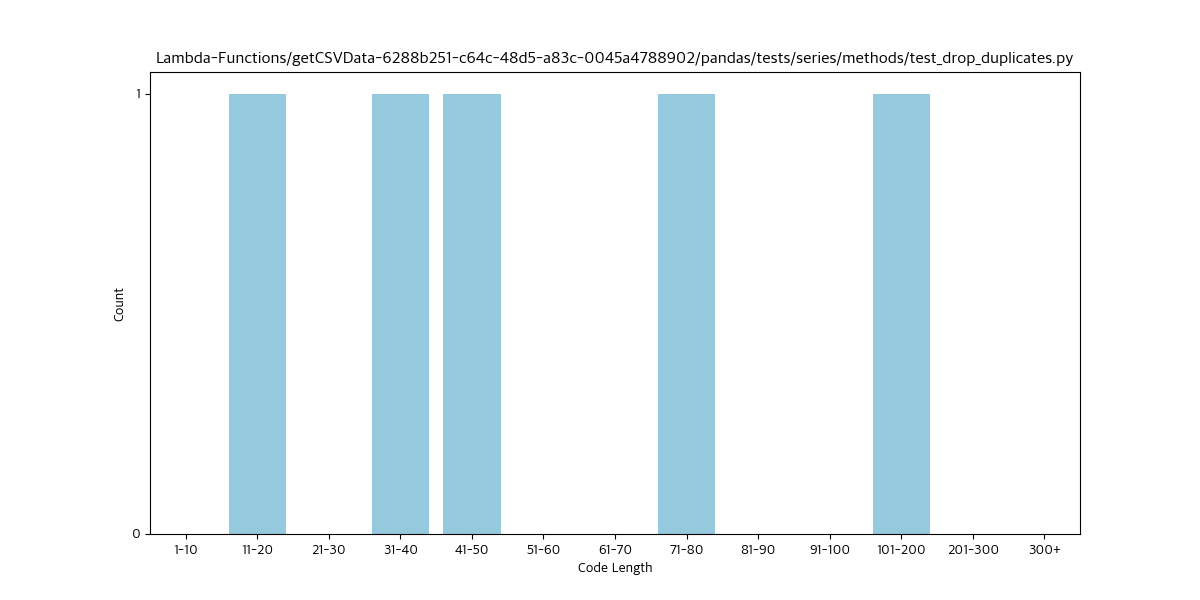 Lambda-Functions/getCSVData-6288b251-c64c-48d5-a83c-0045a4788902/pandas/tests/series/methods/test_drop_duplicates.py
1
Count
0
1-10 11-20 21-30 31-40 41-50 51-60 61-70 71-80 81-90 91-100 101-200 201-300 300+
Code Length